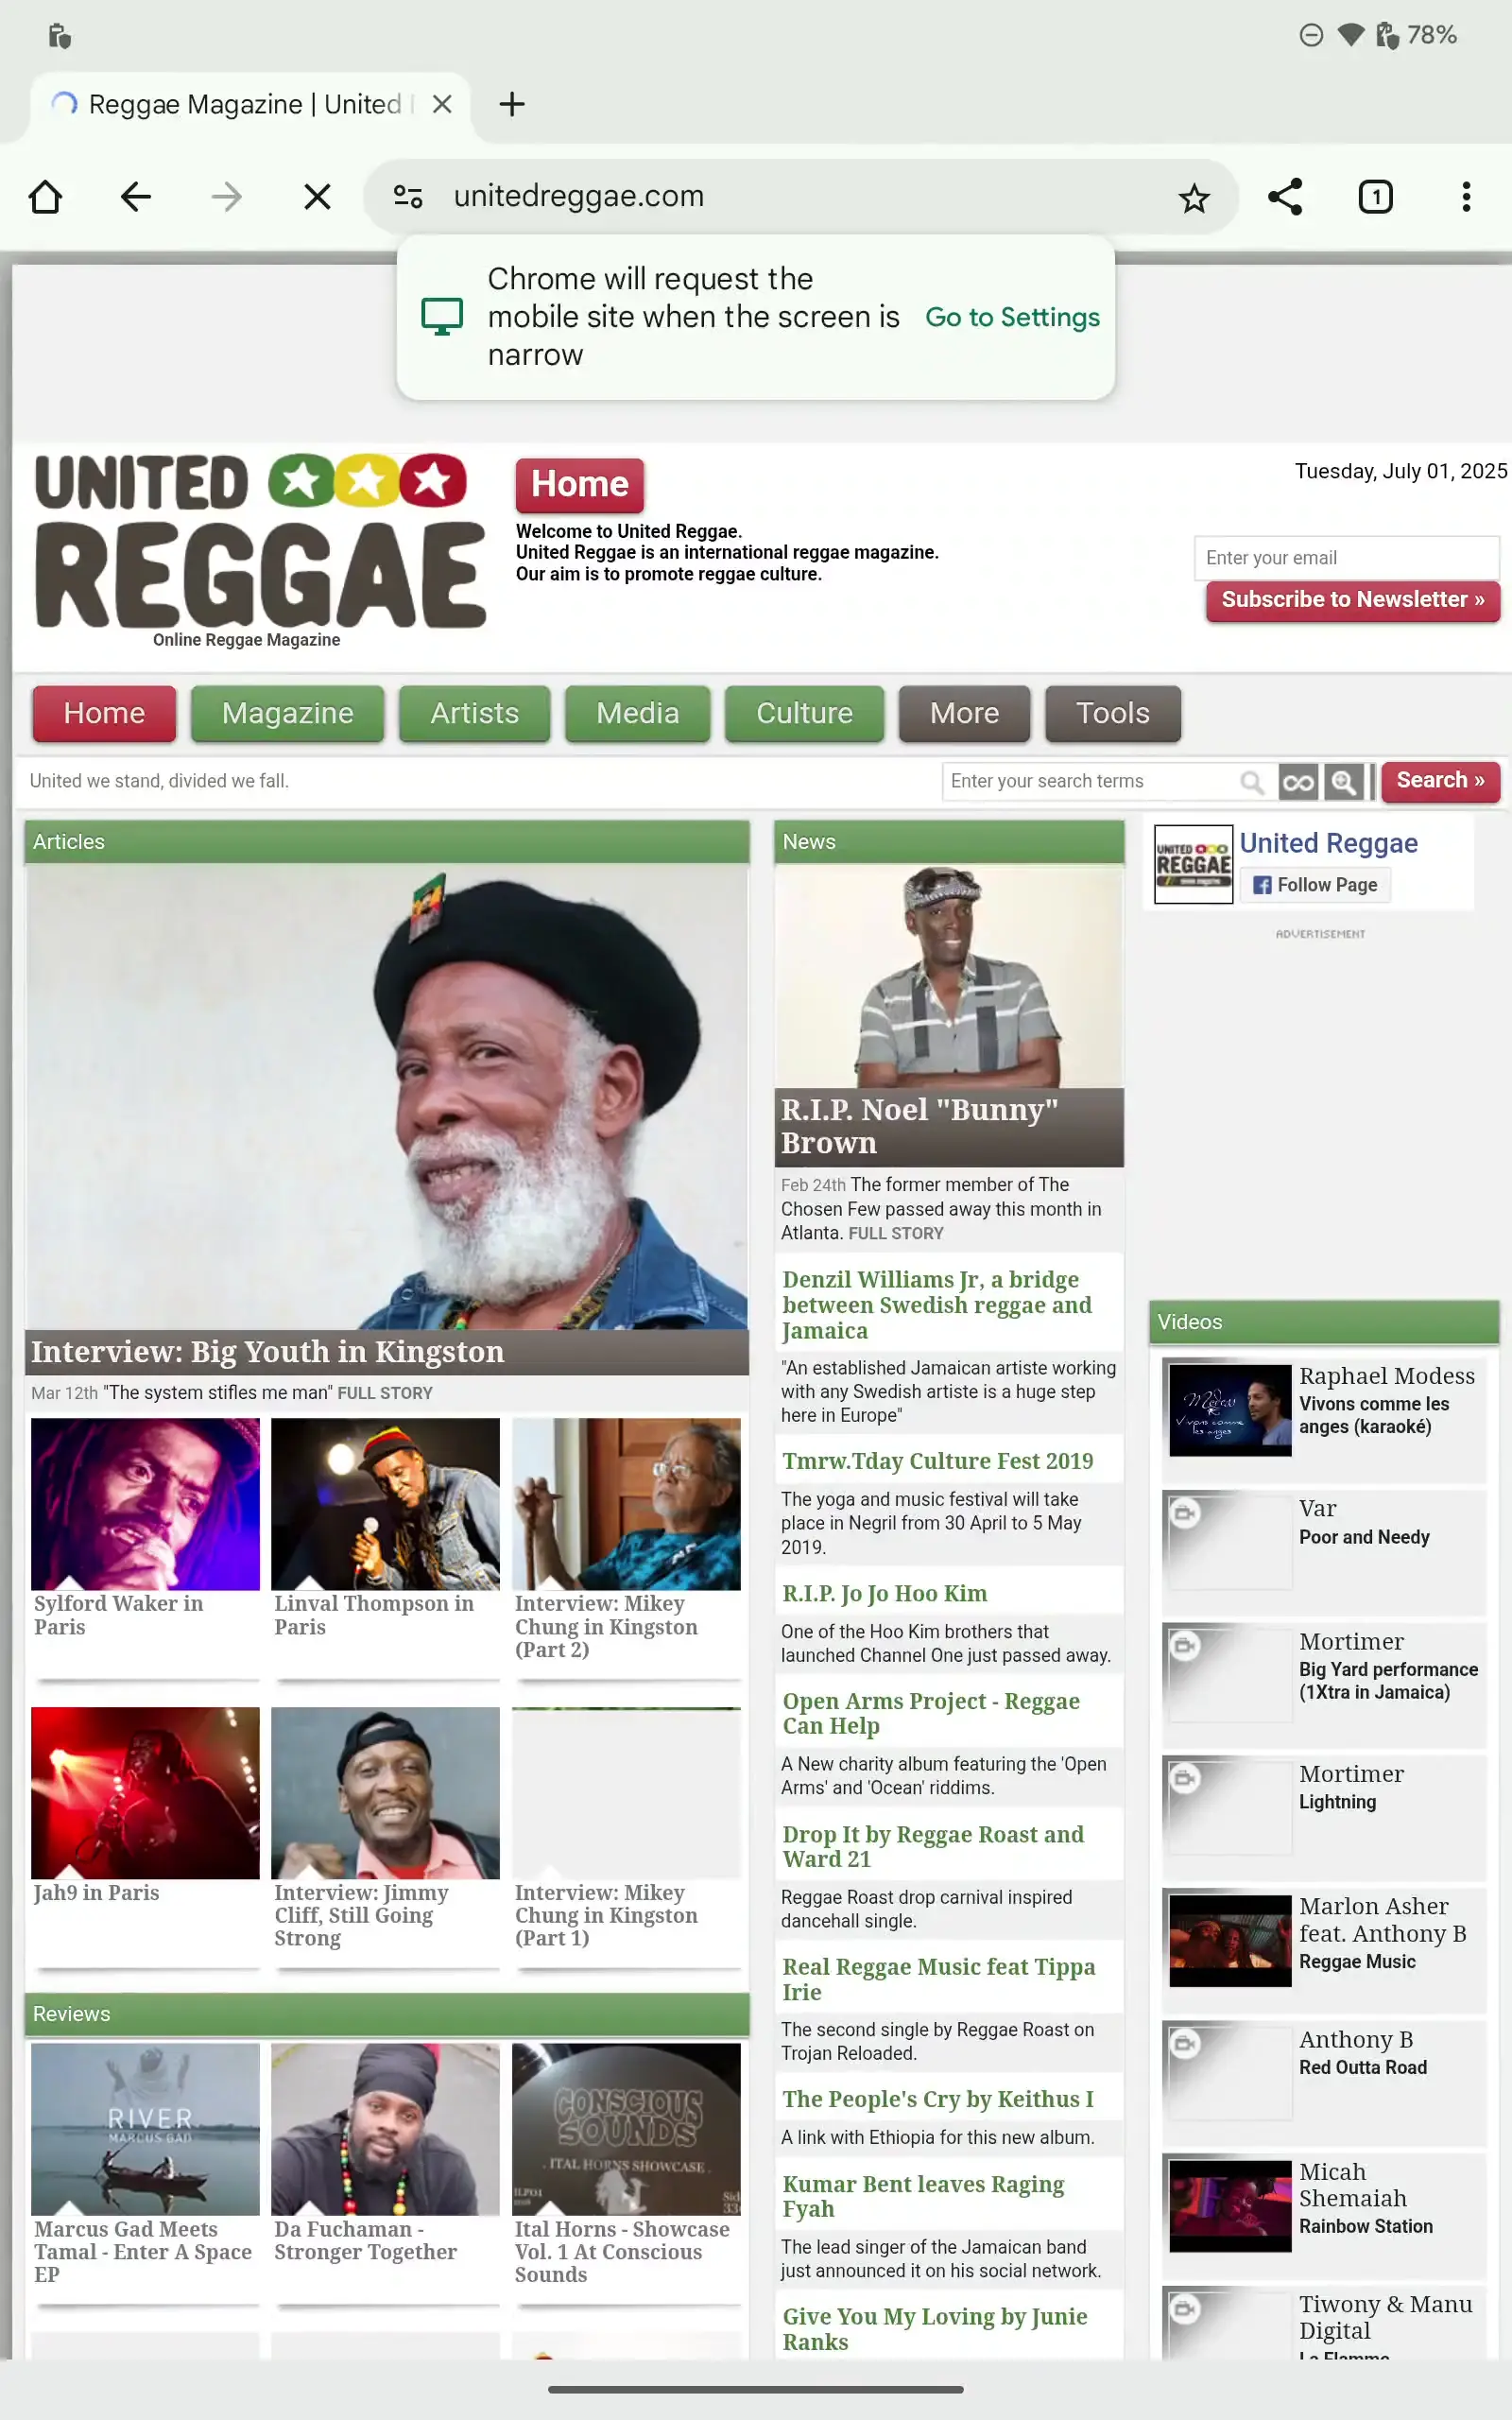 78%
Reggae Magazine | United
unitedreggae.com
1
Chrome will request the
mobile site when the screen is
narrow
Go to Settings
UNITED
REGGAE
Online Reggae Magazine
Home
Welcome to United Reggae.
United Reggae is an international reggae magazine.
Our aim is to promote reggae culture.
Tuesday, July 01, 2025
Enter your email
Subscribe to Newsletter »
Home
Magazine
Artists
Media
Culture
More
Tools
United we stand, divided we fall.
Enter your search terms
Search »
Articles
Interview: Big Youth in Kingston
Mar 12th "The system stifles me man" FULL STORY
Sylford Waker in
Paris
Linval Thompson in
Paris
Interview: Mikey
Chung in Kingston
(Part 2)
Jah9 in Paris
Interview: Jimmy
Cliff, Still Going
Strong
Interview: Mikey
Chung in Kingston
(Part 1)
Reviews
RIVER
MARCUS GAD
CONSCIOUS
SOUNDS
ITAL HORNS SHOWCASE
Marcus Gad Meets
Tamal - Enter A Space
EP
Da Fuchaman -
Stronger Together
Ital Horns - Showcase
Vol. 1 At Conscious
Sounds
News
R.I.P. Noel "Bunny"
Brown
Feb 24th The former member of The
Chosen Few passed away this month in
Atlanta. FULL STORY
Denzil Williams Jr, a bridge
between Swedish reggae and
Jamaica
"An established Jamaican artiste working
with any Swedish artiste is a huge step
here in Europe"
Tmrw.Tday Culture Fest 2019
The yoga and music festival will take
place in Negril from 30 April to 5 May
2019.
R.I.P. Jo Jo Hoo Kim
One of the Hoo Kim brothers that
launched Channel One just passed away.
Open Arms Project - Reggae
Can Help
A New charity album featuring the 'Open
Arms' and 'Ocean' riddims.
Drop It by Reggae Roast and
Ward 21
Reggae Roast drop carnival inspired
dancehall single.
Real Reggae Music feat Tippa
Irie
The second single by Reggae Roast on
Trojan Reloaded.
The People's Cry by Keithus I
A link with Ethiopia for this new album.
Kumar Bent leaves Raging
Fyah
The lead singer of the Jamaican band
just announced it on his social network.
Give You My Loving by Junie
Ranks
UNITED
REGGAE
United Reggae
Follow Page
ADVERTISEMENT
Videos
Raphael Modess
Vivons comme les
anges (karaoké)
Var
Poor and Needy
Mortimer
Big Yard performance
(1Xtra in Jamaica)
Mortimer
Lightning
Marlon Asher
feat. Anthony B
Reggae Music
Anthony B
Red Outta Road
Micah
Shemaiah
Rainbow Station
Tiwony & Manu
Digital
La Flamme